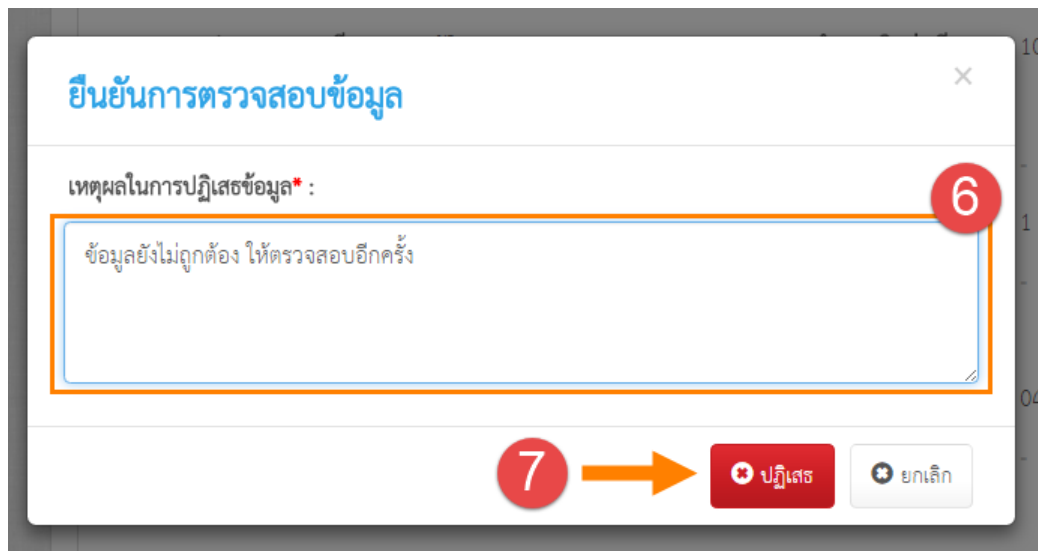 ยืนยันการตรวจสอบข้อมูล
×
10
เหตุผลในการปฏิเสธข้อมูล* :
-
6
1
ข้อมูลยังไม่ถูกต้อง ให้ตรวจสอบอีกครั้ง
-
04
7
ปฏิเสธ
ยกเลิก
-